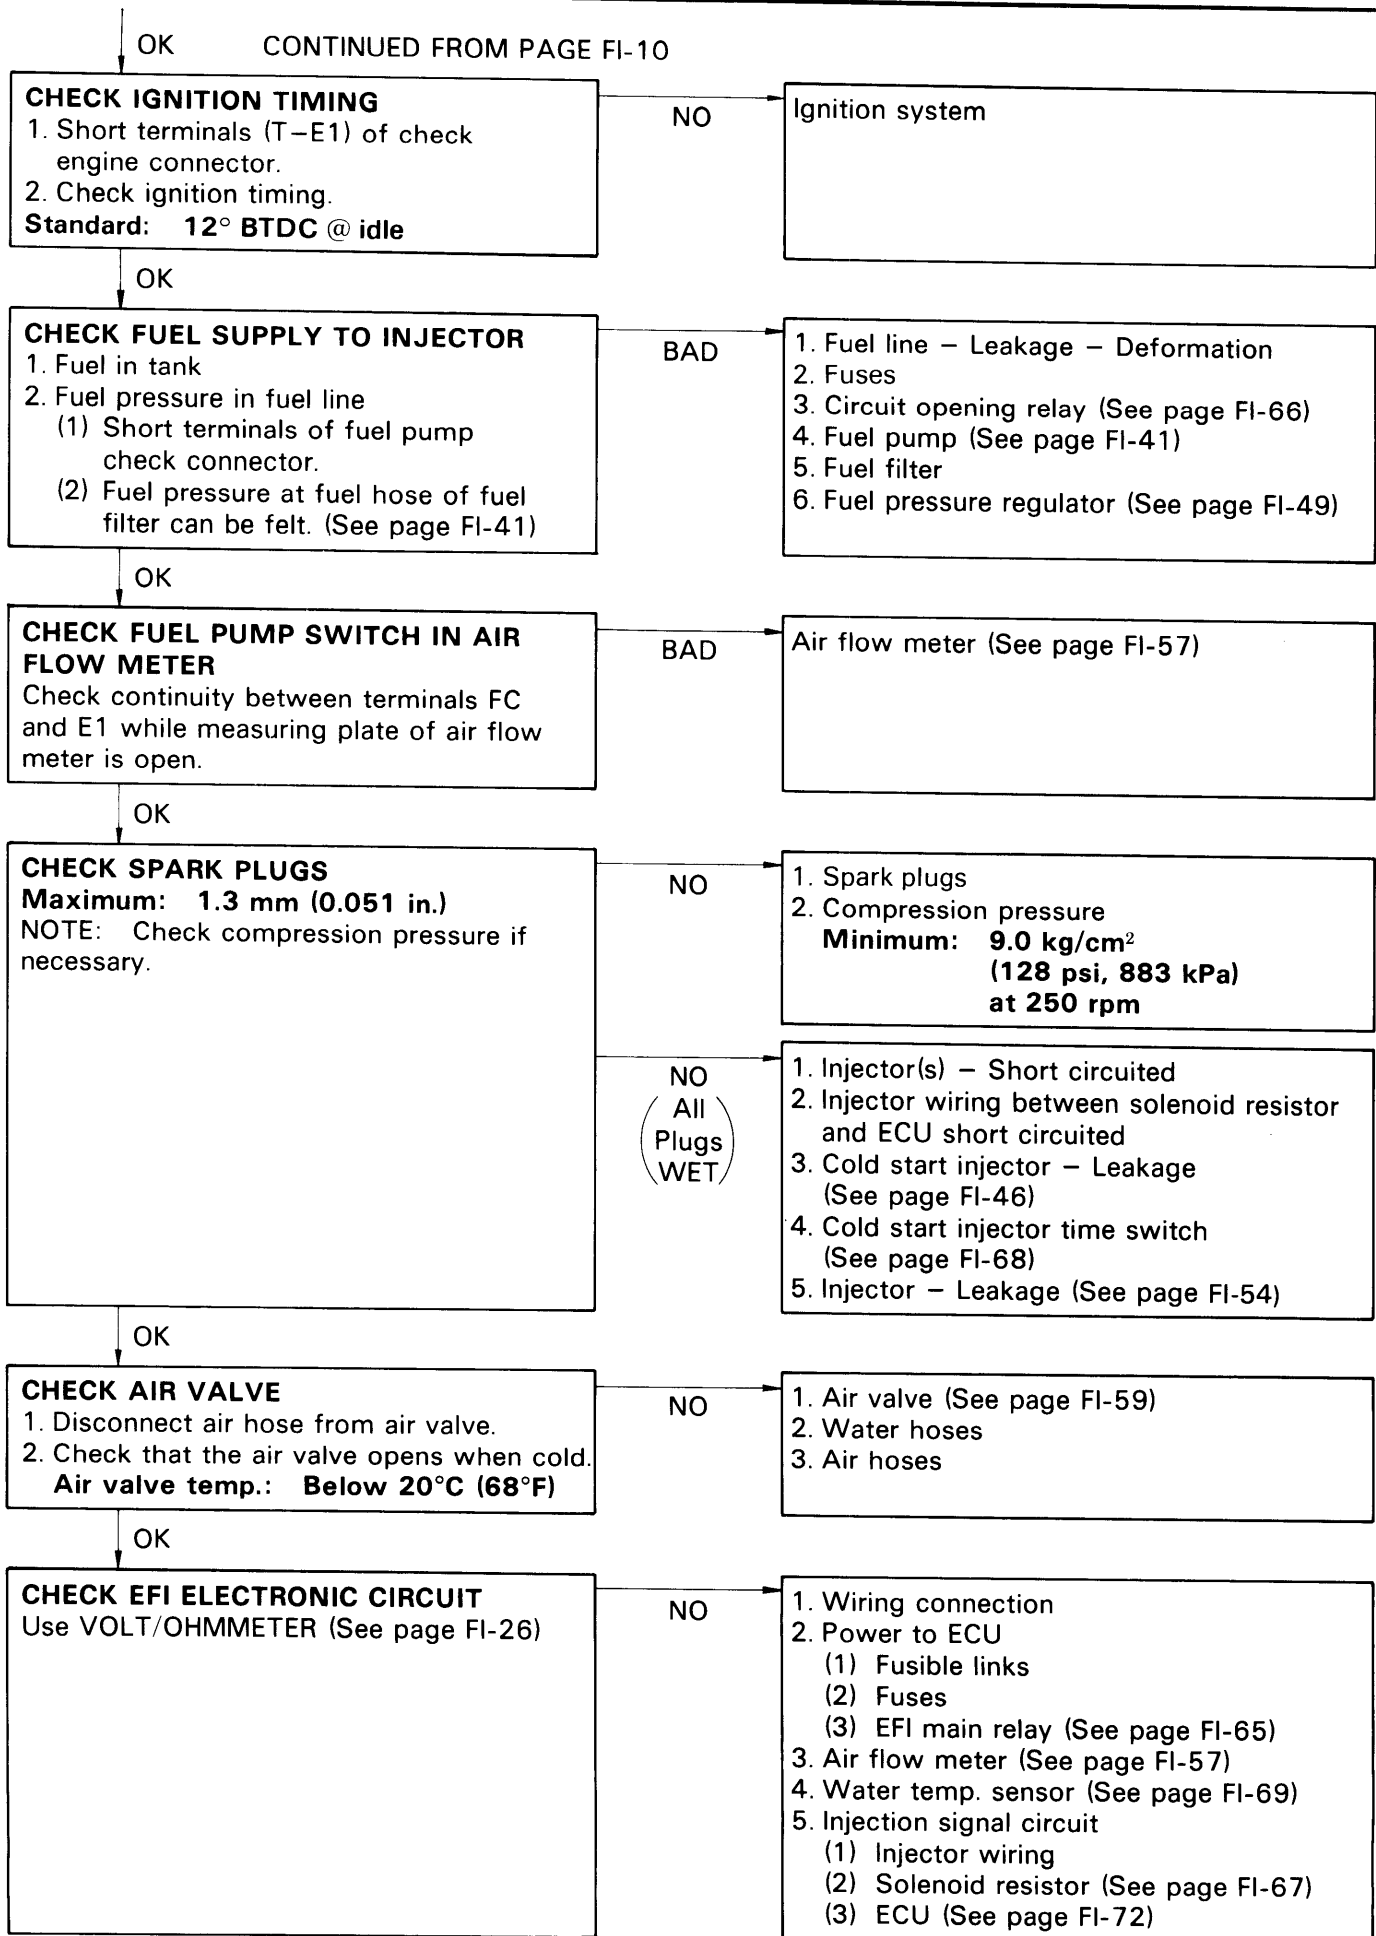 OK CONTINUED FROM PAGE FI-10
CHECK IGNITION TIMING
1. Short terminals (T–E1) of check
engine connector.
2. Check ignition timing.
Standard: 12° BTDC @ idle
NO
Ignition system
OK
CHECK FUEL SUPPLY TO INJECTOR
1. Fuel in tank
2. Fuel pressure in fuel line
(1) Short terminals of fuel pump
check connector.
(2) Fuel pressure at fuel hose of fuel
filter can be felt. (See page FI-41)
BAD
1. Fuel line – Leakage – Deformation
2. Fuses
3. Circuit opening relay (See page FI-66)
4. Fuel pump (See page FI-41)
5. Fuel filter
6. Fuel pressure regulator (See page FI-49)
OK
CHECK FUEL PUMP SWITCH IN AIR
FLOW METER
Check continuity between terminals FC
and E1 while measuring plate of air flow
meter is open.
BAD
Air flow meter (See page FI-57)
OK
CHECK SPARK PLUGS
Maximum: 1.3 mm (0.051 in.)
NOTE: Check compression pressure if
necessary.
NO
1. Spark plugs
2. Compression pressure
Minimum: 9.0 kg/cm²
(128 psi, 883 kPa)
at 250 rpm
NO
(All
Plugs
WET)
1. Injector(s) – Short circuited
2. Injector wiring between solenoid resistor
and ECU short circuited
3. Cold start injector – Leakage
(See page FI-46)
4. Cold start injector time switch
(See page FI-68)
5. Injector – Leakage (See page FI-54)
OK
CHECK AIR VALVE
1. Disconnect air hose from air valve.
2. Check that the air valve opens when cold.
Air valve temp.: Below 20°C (68°F)
NO
1. Air valve (See page FI-59)
2. Water hoses
3. Air hoses
OK
CHECK EFI ELECTRONIC CIRCUIT
Use VOLT/OHMMETER (See page FI-26)
NO
1. Wiring connection
2. Power to ECU
(1) Fusible links
(2) Fuses
(3) EFI main relay (See page FI-65)
3. Air flow meter (See page FI-57)
4. Water temp. sensor (See page FI-69)
5. Injection signal circuit
(1) Injector wiring
(2) Solenoid resistor (See page FI-67)
(3) ECU (See page FI-72)